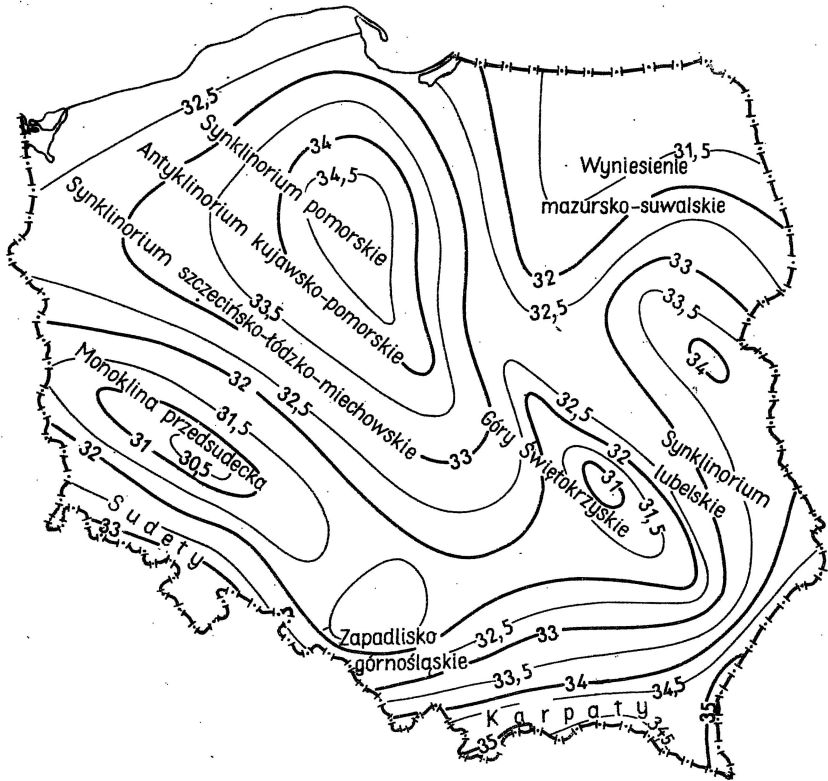 32,5
Synklinorium pomorskie
34
34,5
Antyklinorium kujawsko-pomorskie
Wyniesienie
31,5
mazursko-suwalskie
Synklinorium szczecińsko-łódzko-miechowskie
32
32,5
33
33,5
33,5
34
Monoklina przedsudecka
32
32,5
31,5
31
30,5
32
33
Góry Świętokrzyskie
32,5
32
31
31,5
Synklinorium
lubelskie
Sudety
33
Zapadlisko
górnośląskie
32,5
33
33,5
34
34,5
Karpaty
34,5
35
35